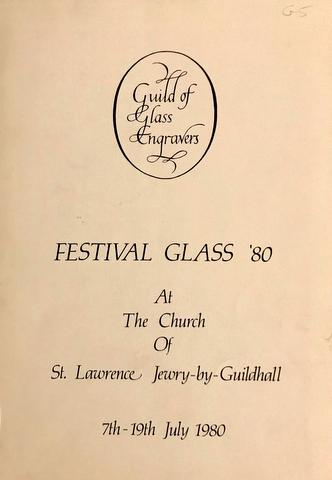 G5
Guild of
Glass
Engravers
FESTIVAL GLASS '80
At
The Church
Of
St. Lawrence Jewry-by-Guildhall
7th-19th July 1980